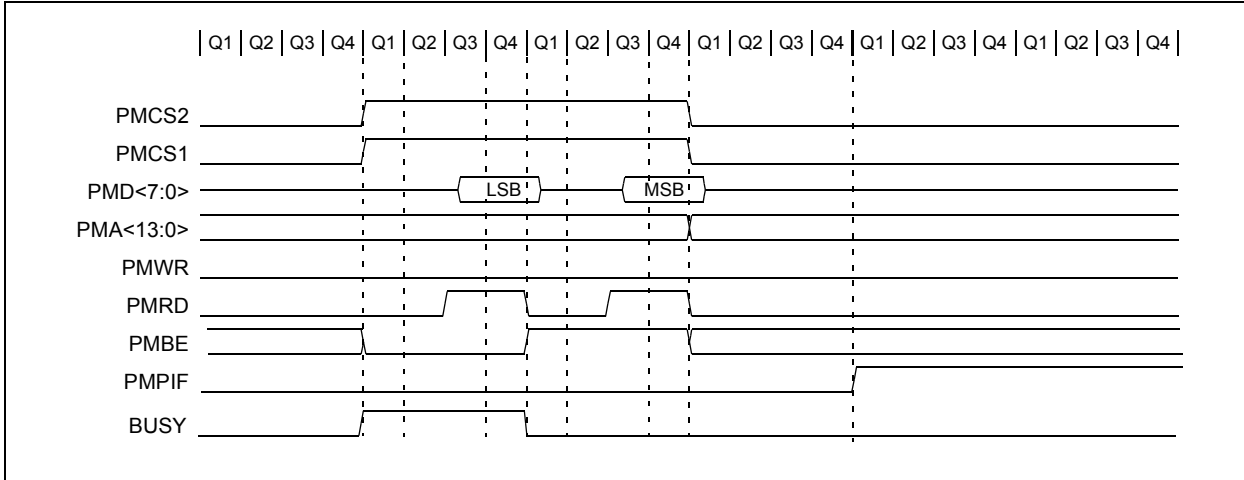 Q1 Q2 Q3 Q4 Q1 Q2 Q3 Q4 Q1 Q2 Q3 Q4 Q1 Q2 Q3 Q4 Q1 Q2 Q3 Q4 Q1 Q2 Q3 Q4
PMCS2
PMCS1
PMD<7:0> LSB MSB
PMA<13:0>
PMWR
PMRD
PMBE
PMPIF
BUSY